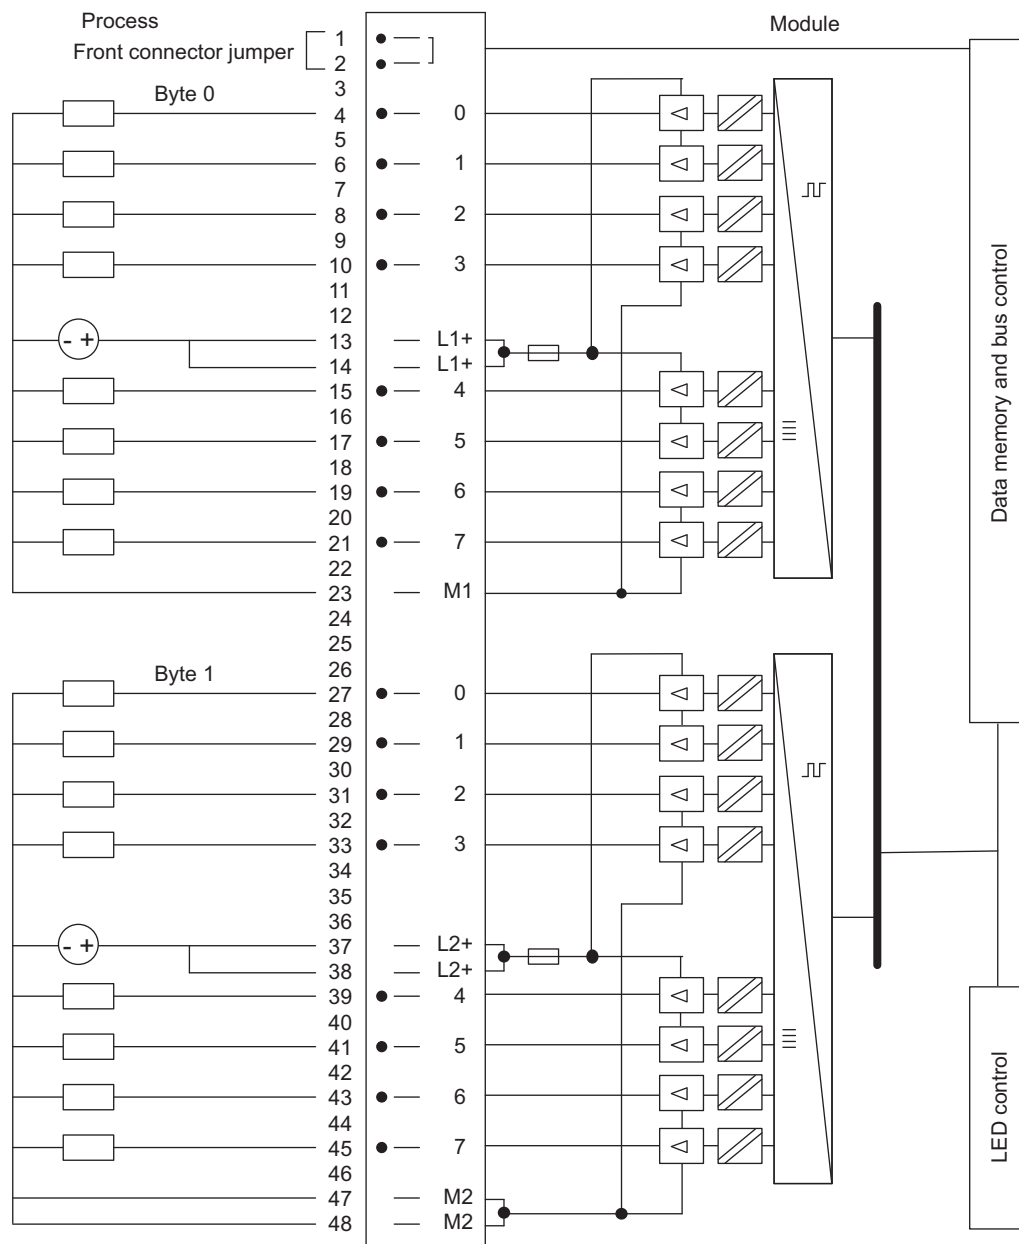 Process
Module
Front connector jumper
1
2
3
Byte 0
4 0
5
6 1
7
8 2
9
10 3
11
12
- + 13 L1+
14 L1+
15 4
16
17 5
18
19 6
20
21 7
22
23 M1
24
25
26
Byte 1
27 0
28
29 1
30
31 2
32
33 3
34
35
36
- + 37 L2+
38 L2+
39 4
40
41 5
42
43 6
44
45 7
46
47 M2
48 M2
Data memory and bus control
LED control